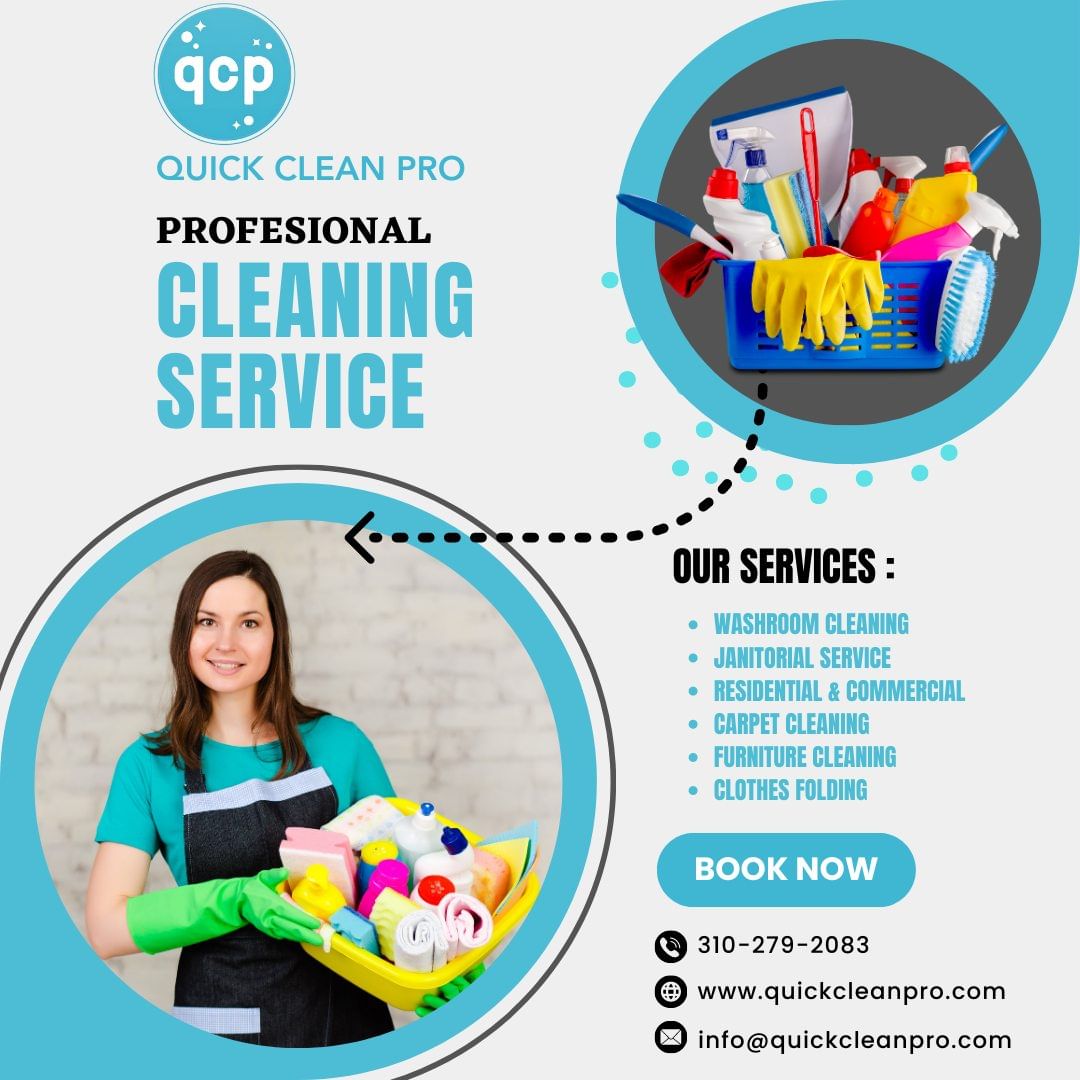 qcp
QUICK CLEAN PRO
PROFESIONAL
CLEANING
SERVICE
OUR SERVICES :
• WASHROOM CLEANING
• JANITORIAL SERVICE
• RESIDENTIAL & COMMERCIAL
• CARPET CLEANING
• FURNITURE CLEANING
• CLOTHES FOLDING
BOOK NOW
310-279-2083
www.quickcleanpro.com
info@quickcleanpro.com